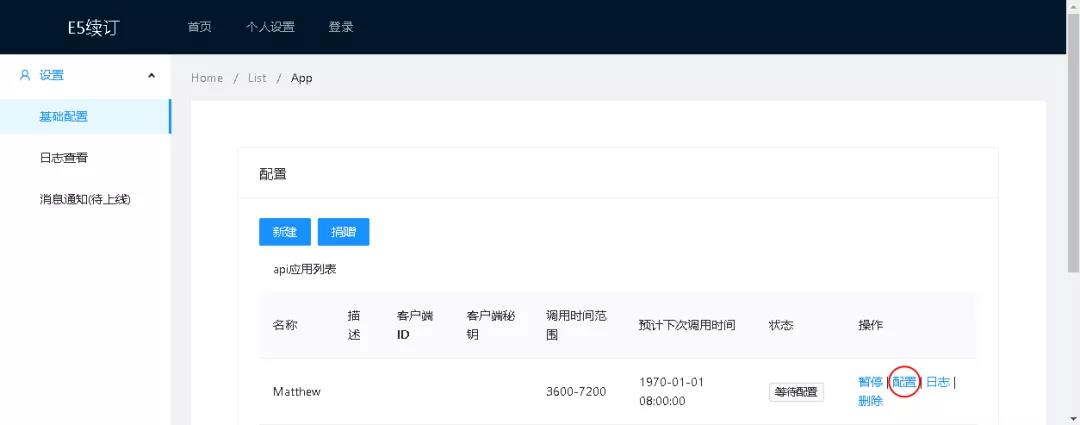 E5续订 首页 个人设置 登录
设置
Home / List / App
基础配置
日志查看
配置
消息通知(待上线)
新建 捐赠
api应用列表
名称 描述 客户端ID 客户端秘钥 调用时间范围 预计下次调用时间 状态 操作
Matthew 3600-7200 1970-01-01 08:00:00 等待配置 暂停 | 配置 | 日志 | 删除